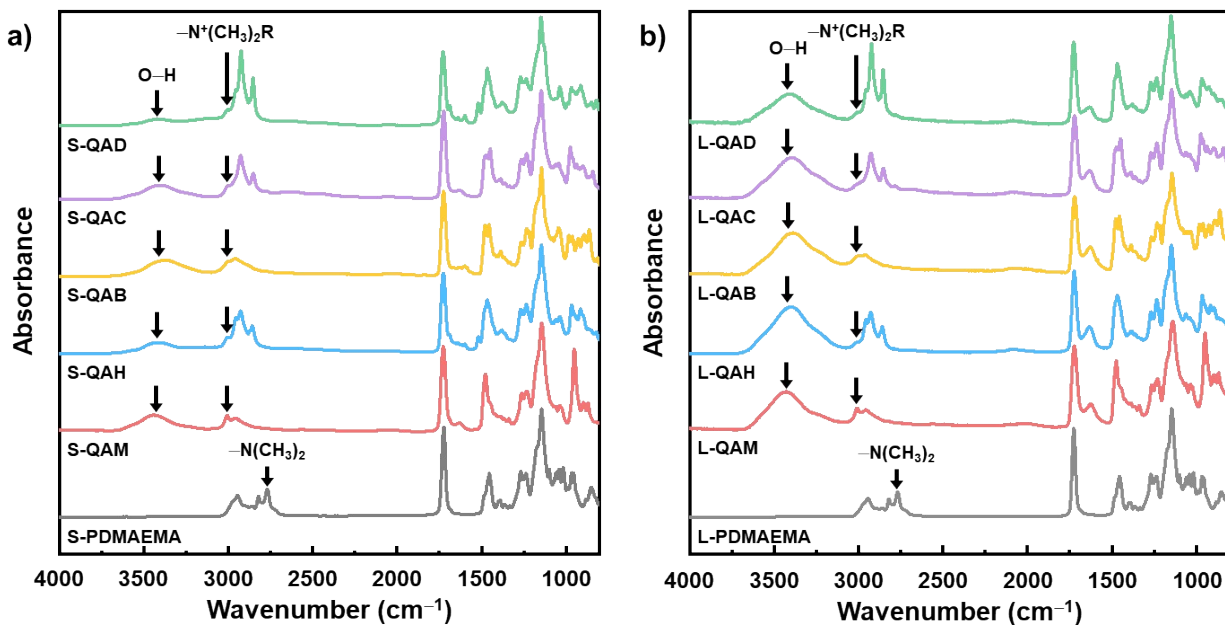 a)
−N⁺(CH₃)₂R
O−H
S-QAD
S-QAC
S-QAB
S-QAH
S-QAM
−N(CH₃)₂
S-PDMAEMA
Absorbance
4000 3500 3000 2500 2000 1500 1000
Wavenumber (cm⁻¹)
b)
−N⁺(CH₃)₂R
O−H
L-QAD
L-QAC
L-QAB
L-QAH
L-QAM
−N(CH₃)₂
L-PDMAEMA
Absorbance
4000 3500 3000 2500 2000 1500 1000
Wavenumber (cm⁻¹)